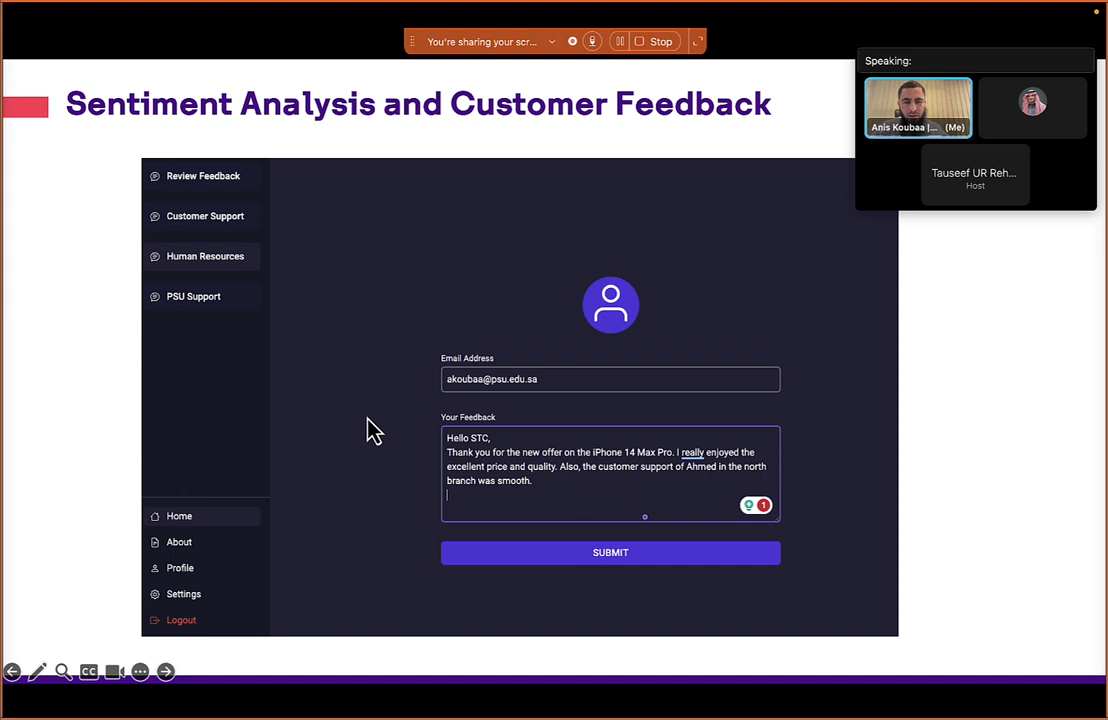 You're sharing your scr...
Stop
Speaking:
Anis Koubaa |... (Me)
Tauseef UR Reh...
Host
Sentiment Analysis and Customer Feedback
Review Feedback
Customer Support
Human Resources
PSU Support
Email Address
akoubaa@psu.edu.sa
Your Feedback
Hello STC,
Thank you for the new offer on the iPhone 14 Max Pro. I really enjoyed the
excellent price and quality. Also, the customer support of Ahmed in the north
branch was smooth.
1
SUBMIT
Home
About
Profile
Settings
Logout
CC